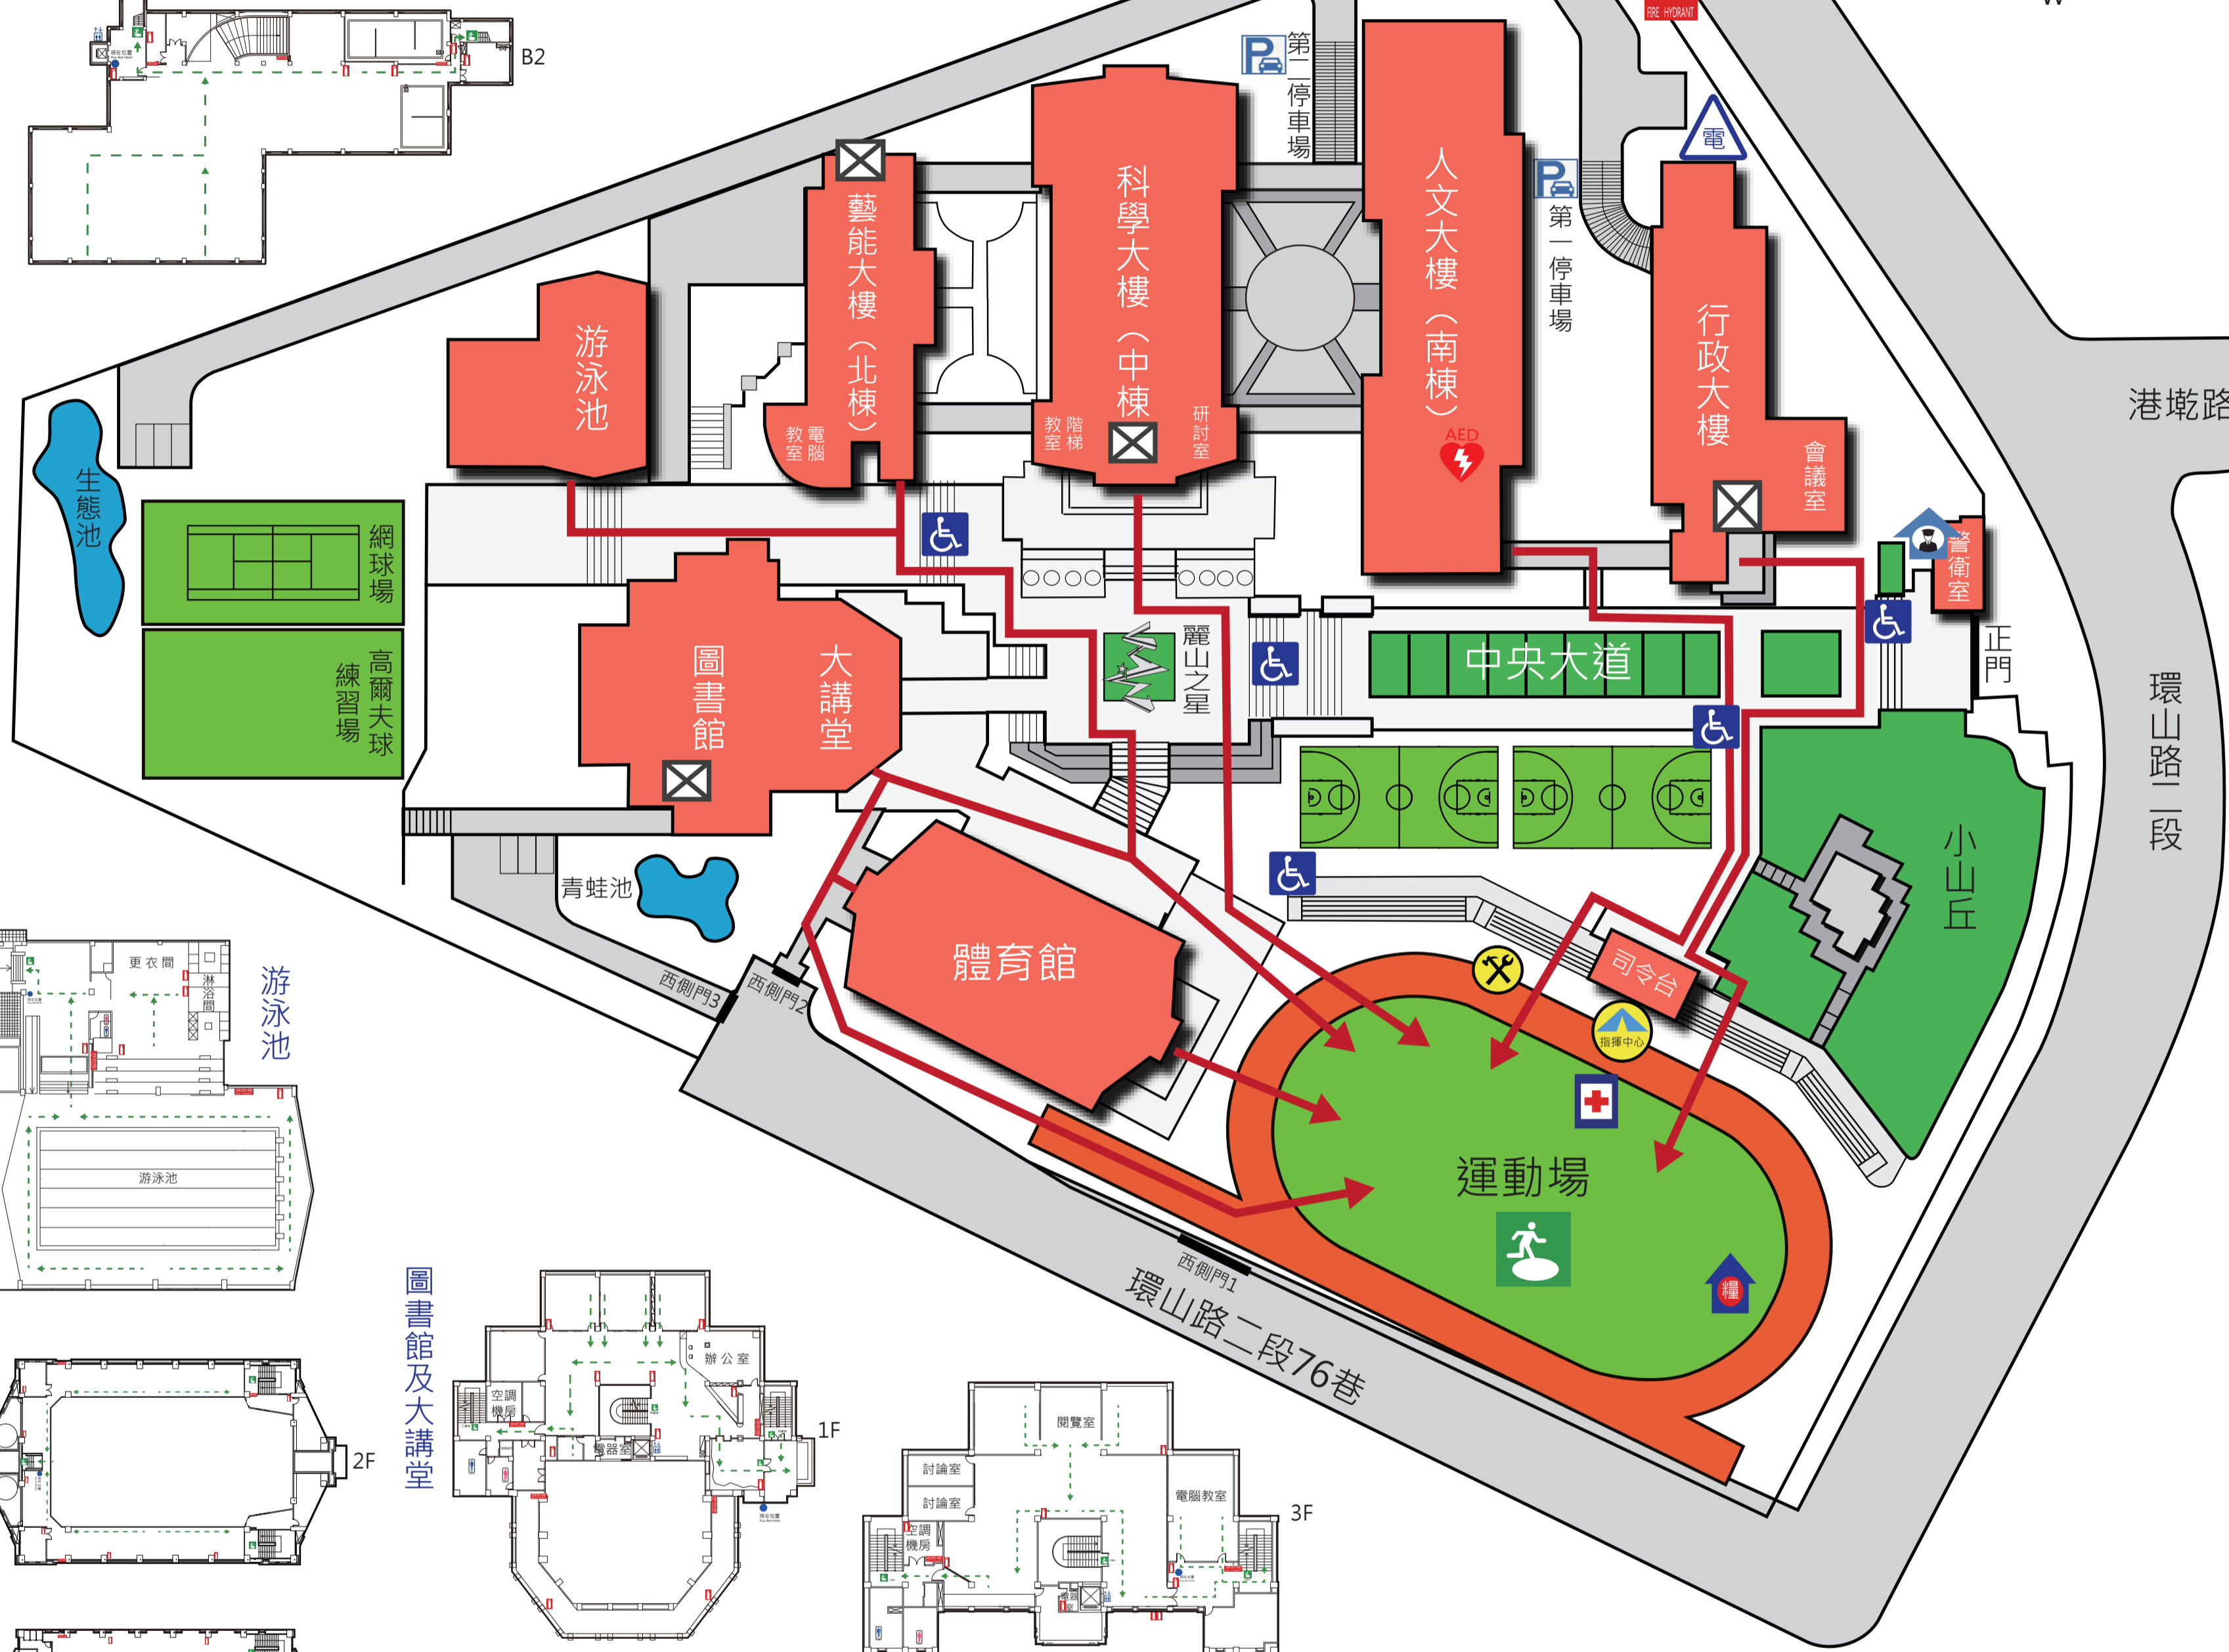 B2
FIRE HYDRANT
第二停車場
電
第一停車場
藝能大樓（北棟）
電腦
教室
科學大樓（中棟）
階梯
教室
研討室
人文大樓（南棟）
AED
行政大樓
會議室
警衛室
正門
港墘路
環山路二段
游泳池
生態池
網球場
高爾夫球
練習場
圖書館
大講堂
麗山之星
中央大道
小山丘
青蛙池
體育館
司令台
指揮中心
西側門3
西側門2
運動場
糧
西側門1
環山路二段76巷
游泳池
更衣間
淋浴間
游泳池
2F
圖書館及大講堂
辦公室
空調
機房
電器室
1F
閱覽室
討論室
討論室
空調
機房
電腦教室
3F